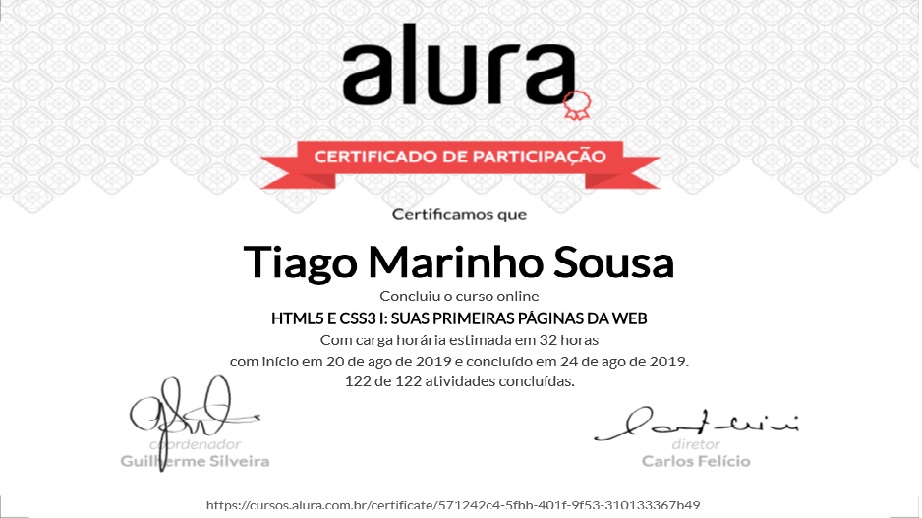 alura
CERTIFICADO DE PARTICIPAÇÃO
Certificamos que
Tiago Marinho Sousa
Concluiu o curso online
HTML5 E CSS3 I: SUAS PRIMEIRAS PÁGINAS DA WEB
Com carga horária estimada em 32 horas
com início em 20 de ago de 2019 e concluído em 24 de ago de 2019.
122 de 122 atividades concluídas.
coordenador
Guilherme Silveira
diretor
Carlos Felício
https://cursos.alura.com.br/certificate/571242c4-5fbb-401f-9f53-310133367b49